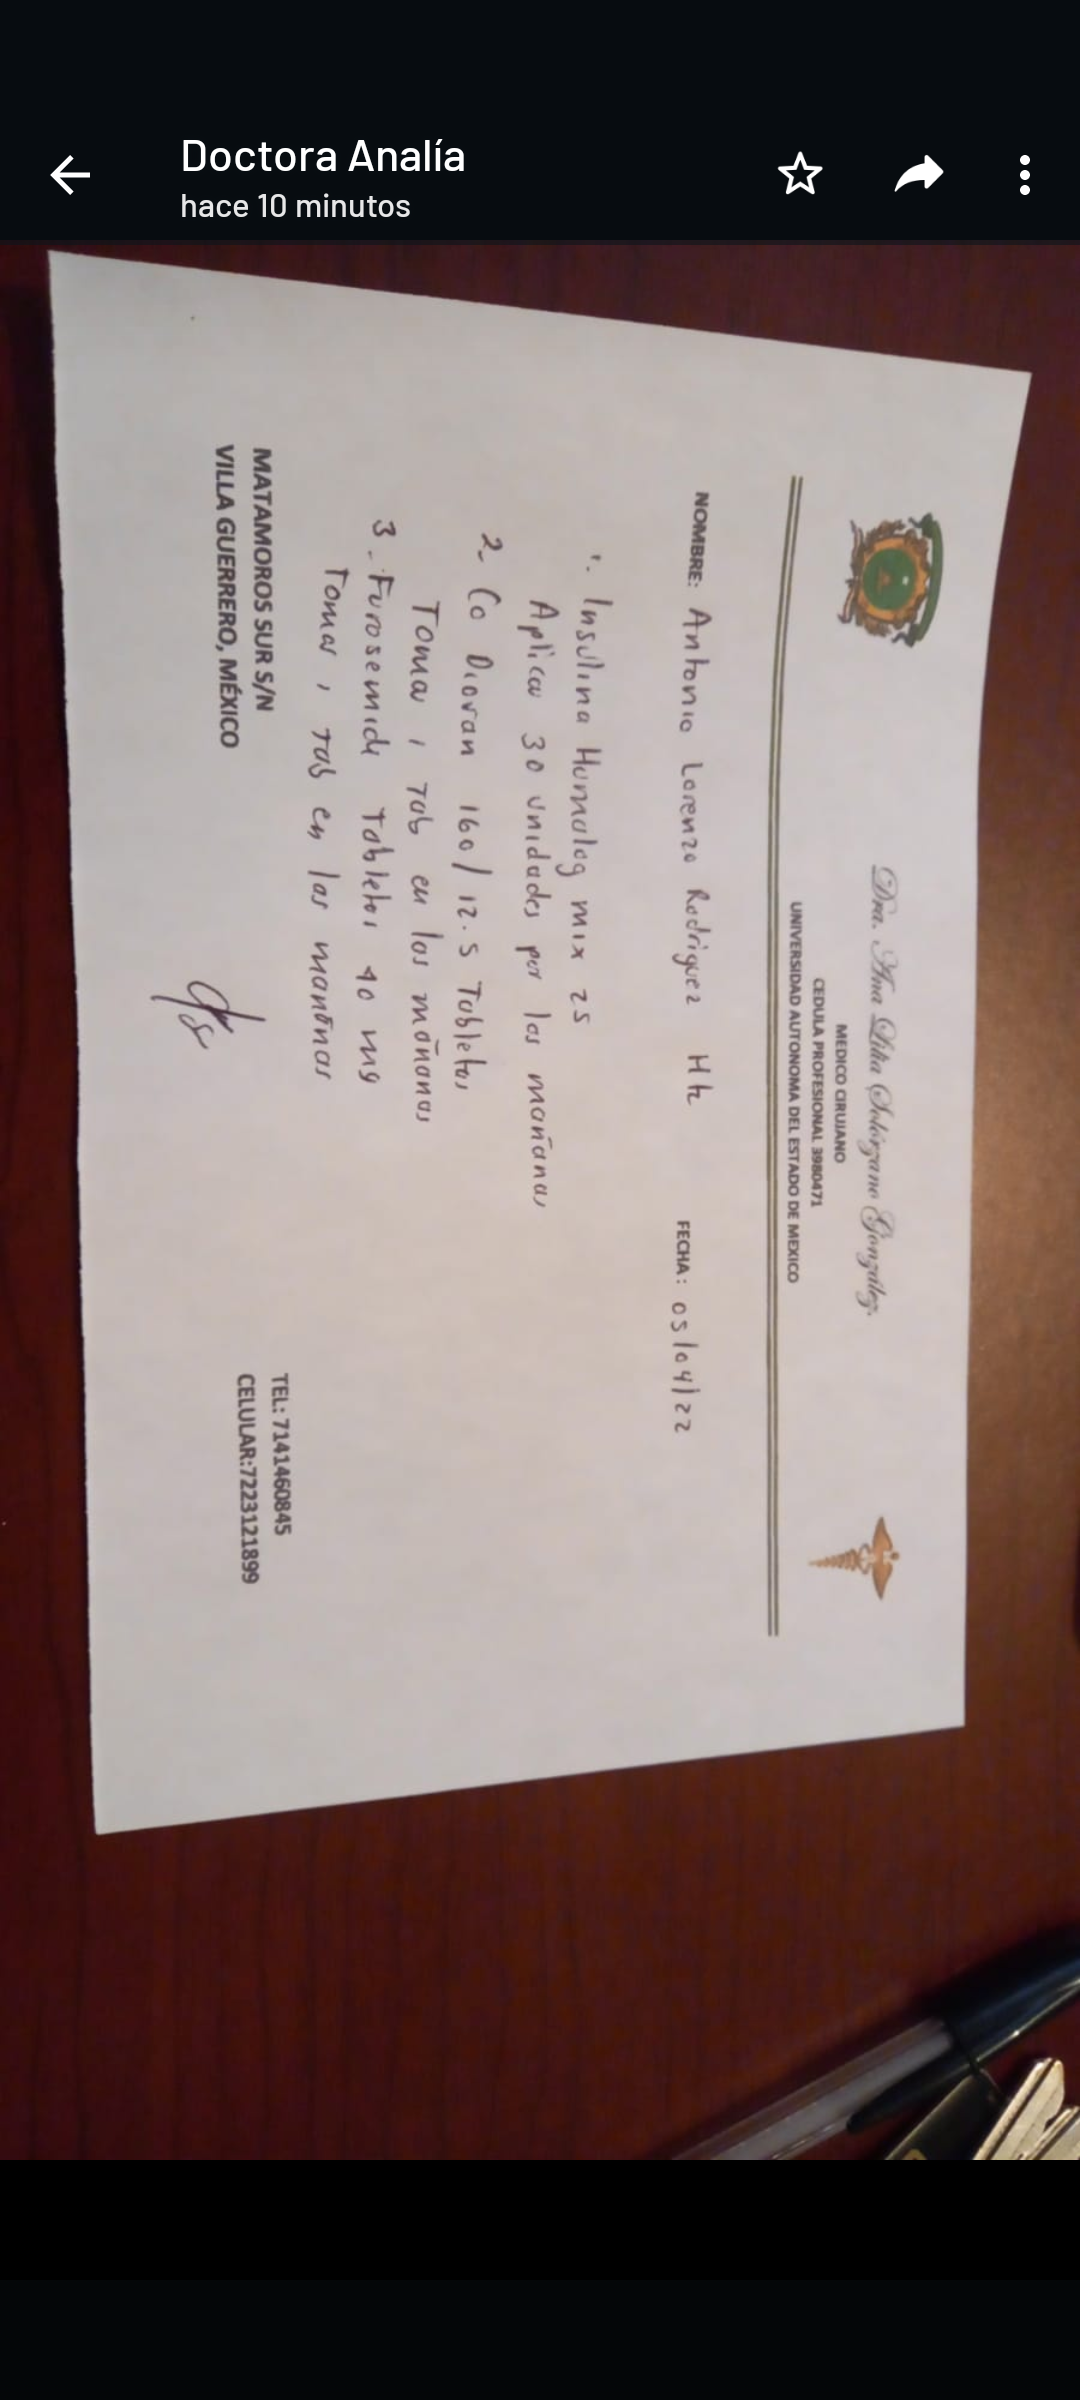 Doctora Analía
hace 10 minutos
Dra. Ana Lilia Solórzano González.
MEDICO CIRUJANO
CEDULA PROFESIONAL 3980471
UNIVERSIDAD AUTONOMA DEL ESTADO DE MEXICO
NOMBRE: Antonio Lorenzo Rodriguez Hdz FECHA: 05/04/22
1. Insulina Humalog mix 25
Aplicar 30 unidades por las mañanas
2- Co Diovan 160/12.5 Tabletas
Tomar 1 Tab en las mañanas
3- Furosemide Tabletas 40 mg
Tomar 1 Tab en las mañanas
MATAMOROS SUR S/N
VILLA GUERRERO, MÉXICO
TEL: 7141460845
CELULAR:7223121899